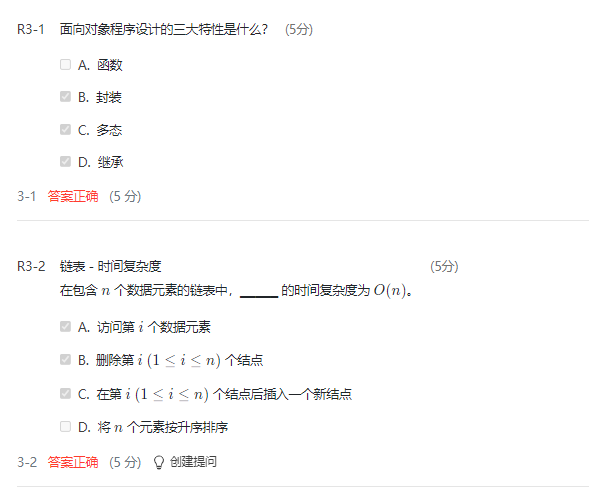 R3-1 面向对象程序设计的三大特性是什么？ (5分)
A. 函数
B. 封装
C. 多态
D. 继承
3-1 答案正确 (5 分)
R3-2 链表 - 时间复杂度 (5分)
在包含 n 个数据元素的链表中，______ 的时间复杂度为 O(n)。
A. 访问第 i 个数据元素
B. 删除第 i (1 ≤ i ≤ n) 个结点
C. 在第 i (1 ≤ i ≤ n) 个结点后插入一个新结点
D. 将 n 个元素按升序排序
3-2 答案正确 (5 分) 创建提问